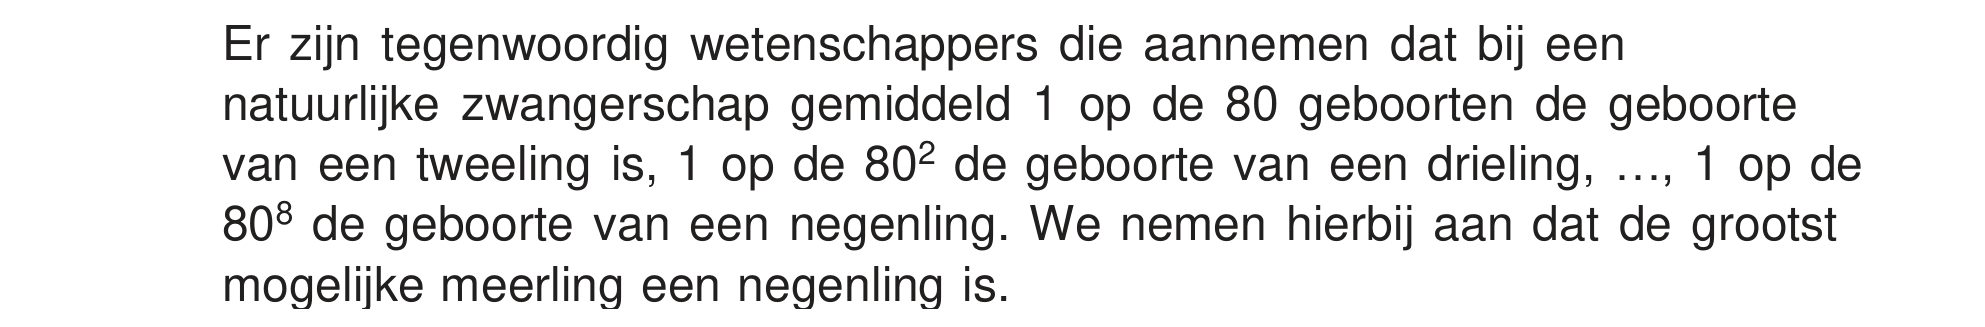 Er zijn tegenwoordig wetenschappers die aannemen dat bij een
natuurlijke zwangerschap gemiddeld 1 op de 80 geboorten de geboorte
van een tweeling is, 1 op de 80² de geboorte van een drieling, …, 1 op de
80⁸ de geboorte van een negenling. We nemen hierbij aan dat de grootst
mogelijke meerling een negenling is.